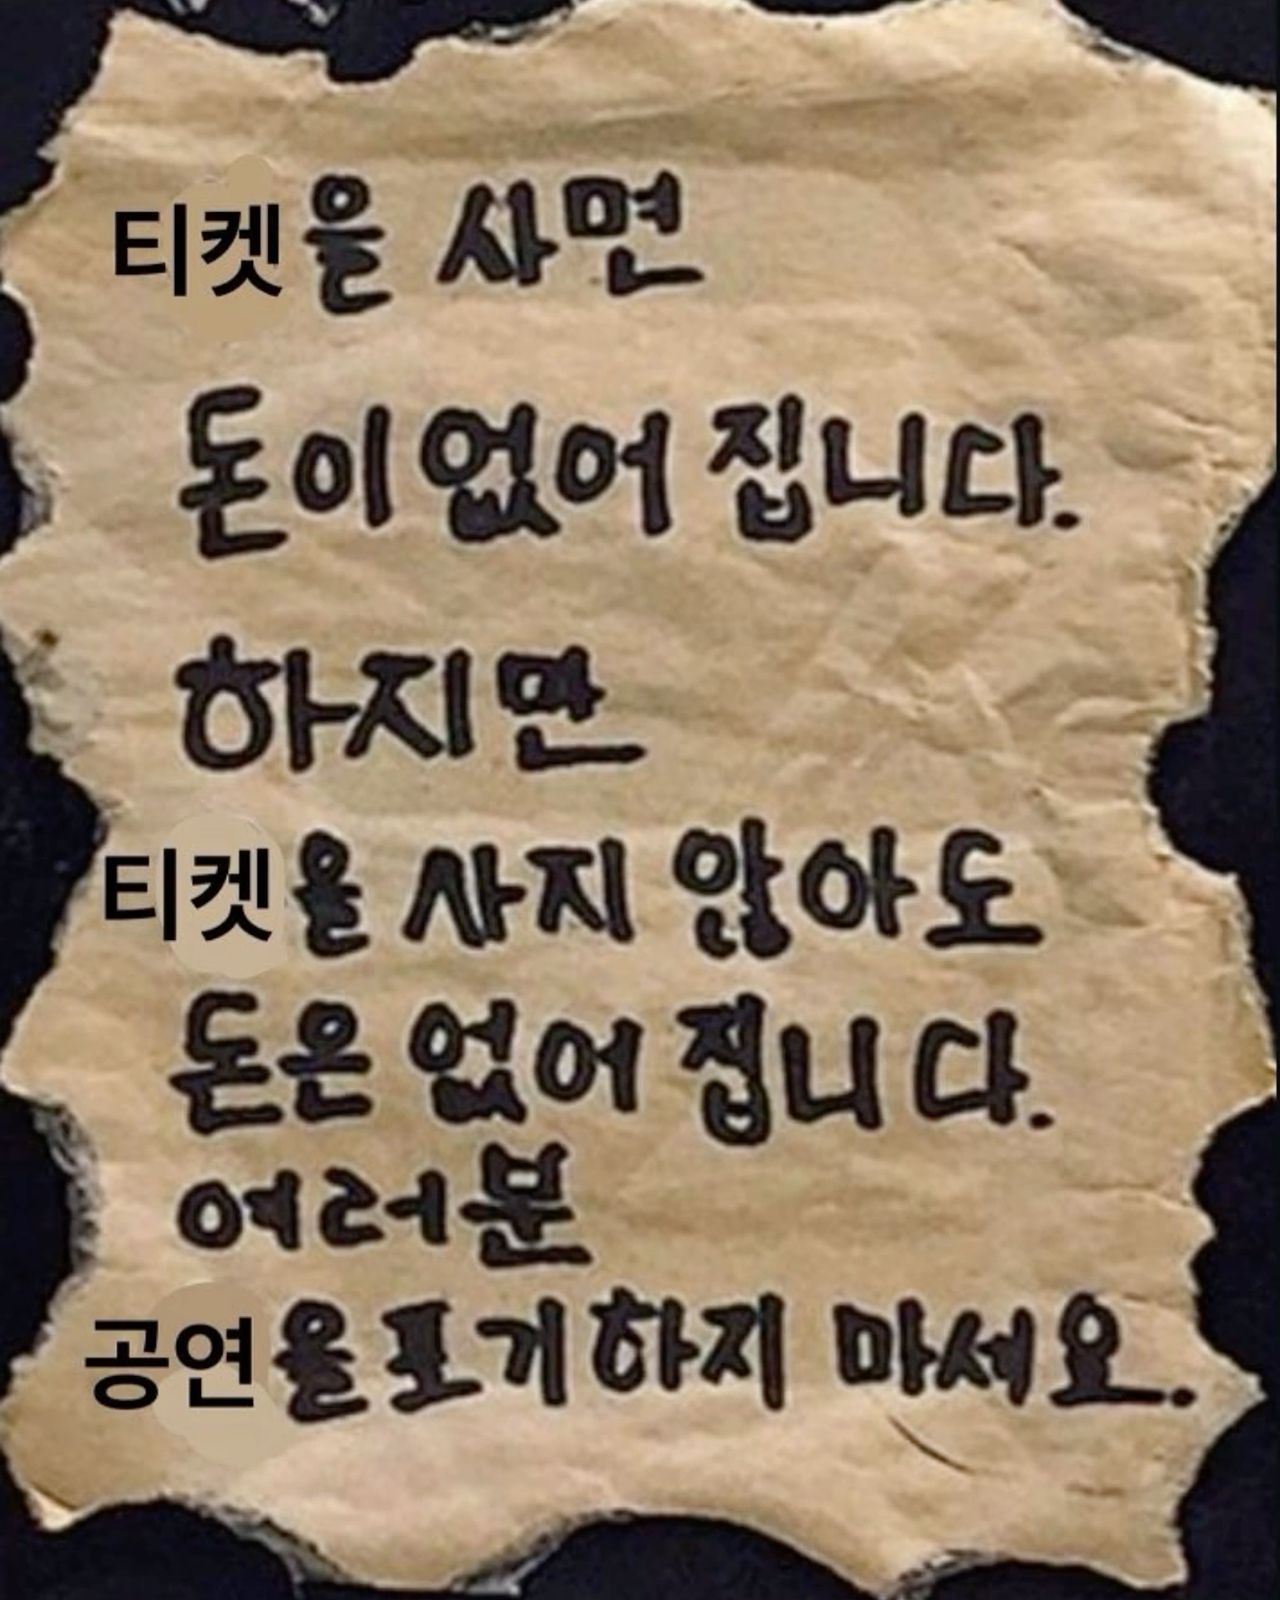 티켓을 사면
돈이 없어 집니다.
하지만
티켓을 사지 않아도
돈은 없어 집니다.
여러분
공연을 포기하지 마세요.